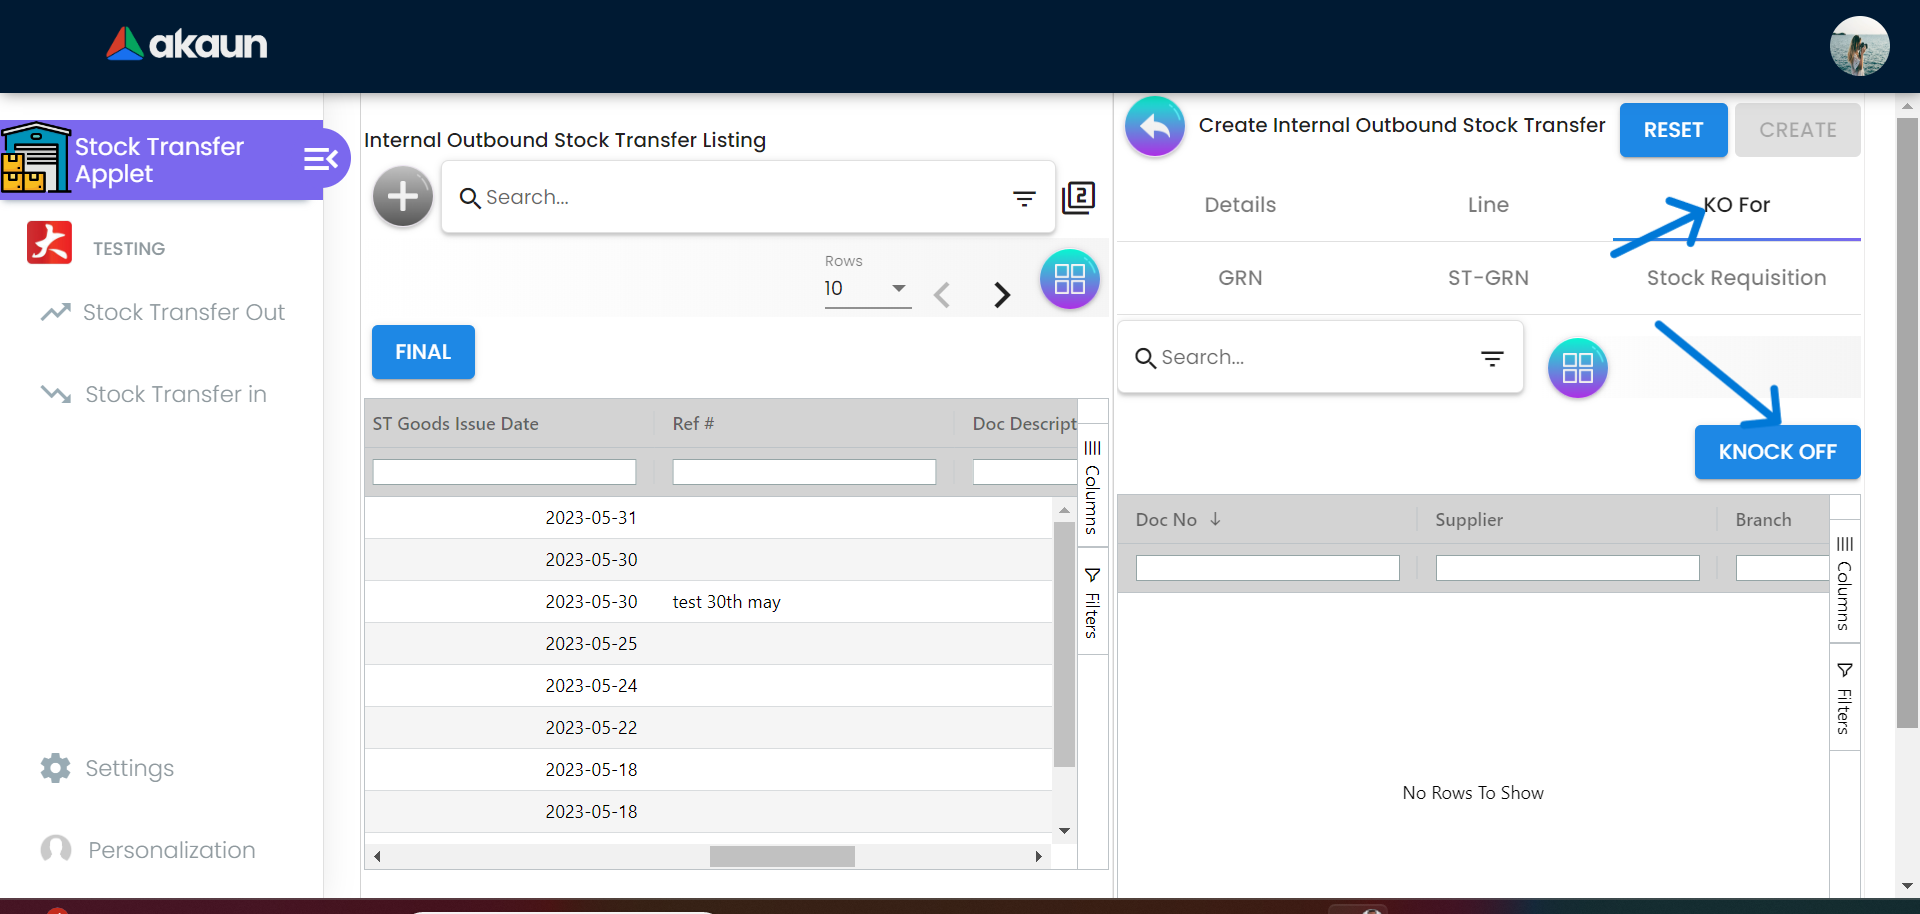 akaun
Stock Transfer
Applet
TESTING
Stock Transfer Out
Stock Transfer in
Settings
Personalization
Internal Outbound Stock Transfer Listing
Search...
2
Rows
10
FINAL
ST Goods Issue Date Ref # Doc Descript
2023-05-31
2023-05-30
2023-05-30 test 30th may
2023-05-25
2023-05-24
2023-05-22
2023-05-18
2023-05-18
Columns
Filters
Create Internal Outbound Stock Transfer
RESET
CREATE
Details Line KO For
GRN ST-GRN Stock Requisition
Search...
KNOCK OFF
Doc No Supplier Branch
No Rows To Show
Columns
Filters